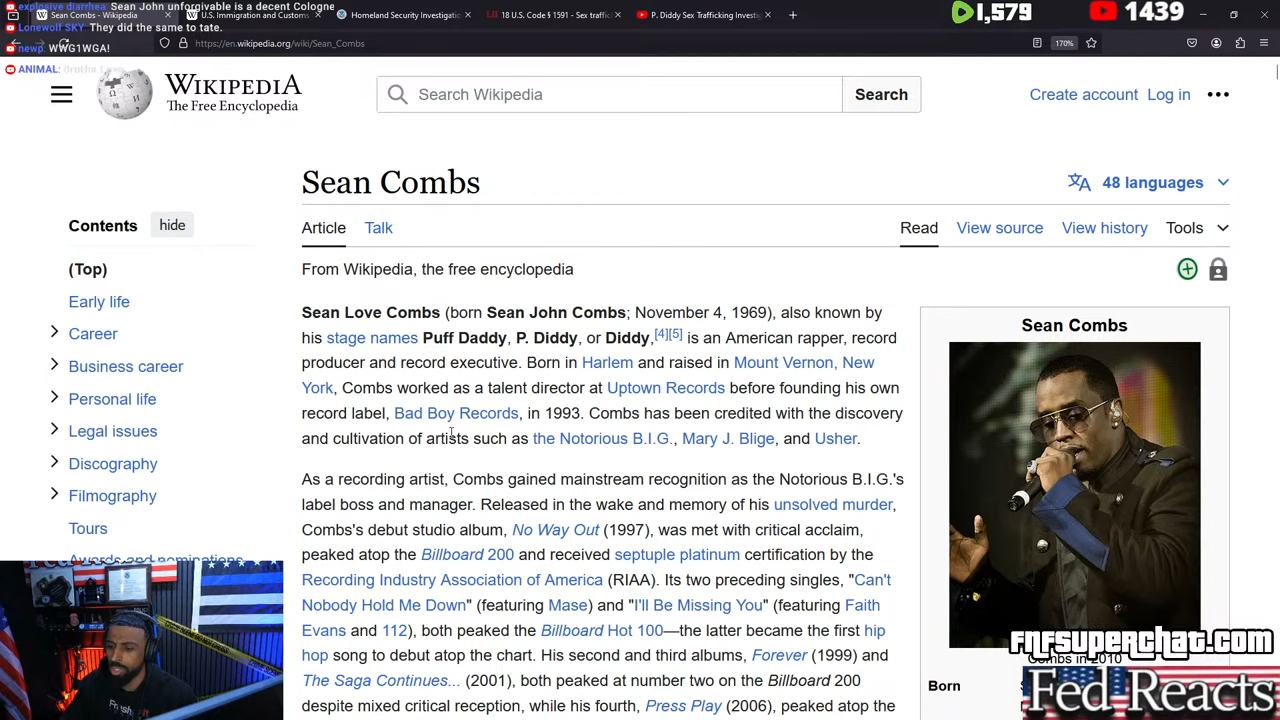 explosive diarrhea: Sean John unforgivable is a decent Cologne
Sean Combs - Wikipedia
U.S. Immigration and Customs
Homeland Security Investi
1591 - Sex traffi
P. Diddy Sex Tra
1,579
1439
Lonewolf SKY: They did the same to tate.
newp: WWG1WGA!
https://en.wikipedia.org/wiki/Sean_Combs
170%
ANIMAL:
WIKIPEDIA
The Free Encyclopedia
Search Wikipedia
Search
Create account Log in
Sean Combs
48 languages
Contents hide
Article Talk
Read View source View history Tools
(Top)
Early life
Career
Business career
Personal life
Legal issues
Discography
Filmography
Tours
Awards and nominations
From Wikipedia, the free encyclopedia
Sean Love Combs (born Sean John Combs; November 4, 1969), also known by
his stage names Puff Daddy, P. Diddy, or Diddy,[4][5] is an American rapper, record
producer and record executive. Born in Harlem and raised in Mount Vernon, New
York, Combs worked as a talent director at Uptown Records before founding his own
record label, Bad Boy Records, in 1993. Combs has been credited with the discovery
and cultivation of artists such as the Notorious B.I.G., Mary J. Blige, and Usher.
As a recording artist, Combs gained mainstream recognition as the Notorious B.I.G.'s
label boss and manager. Released in the wake and memory of his unsolved murder,
Combs's debut studio album, No Way Out (1997), was met with critical acclaim,
peaked atop the Billboard 200 and received septuple platinum certification by the
Recording Industry Association of America (RIAA). Its two preceding singles, "Can't
Nobody Hold Me Down" (featuring Mase) and "I'll Be Missing You" (featuring Faith
Evans and 112), both peaked the Billboard Hot 100—the latter became the first hip
hop song to debut atop the chart. His second and third albums, Forever (1999) and
The Saga Continues... (2001), both peaked at number two on the Billboard 200
despite mixed critical reception, while his fourth, Press Play (2006), peaked atop the
Sean Combs
Combs in 2010
Born
FNFSUPERCHAT.COM
Fed Reacts